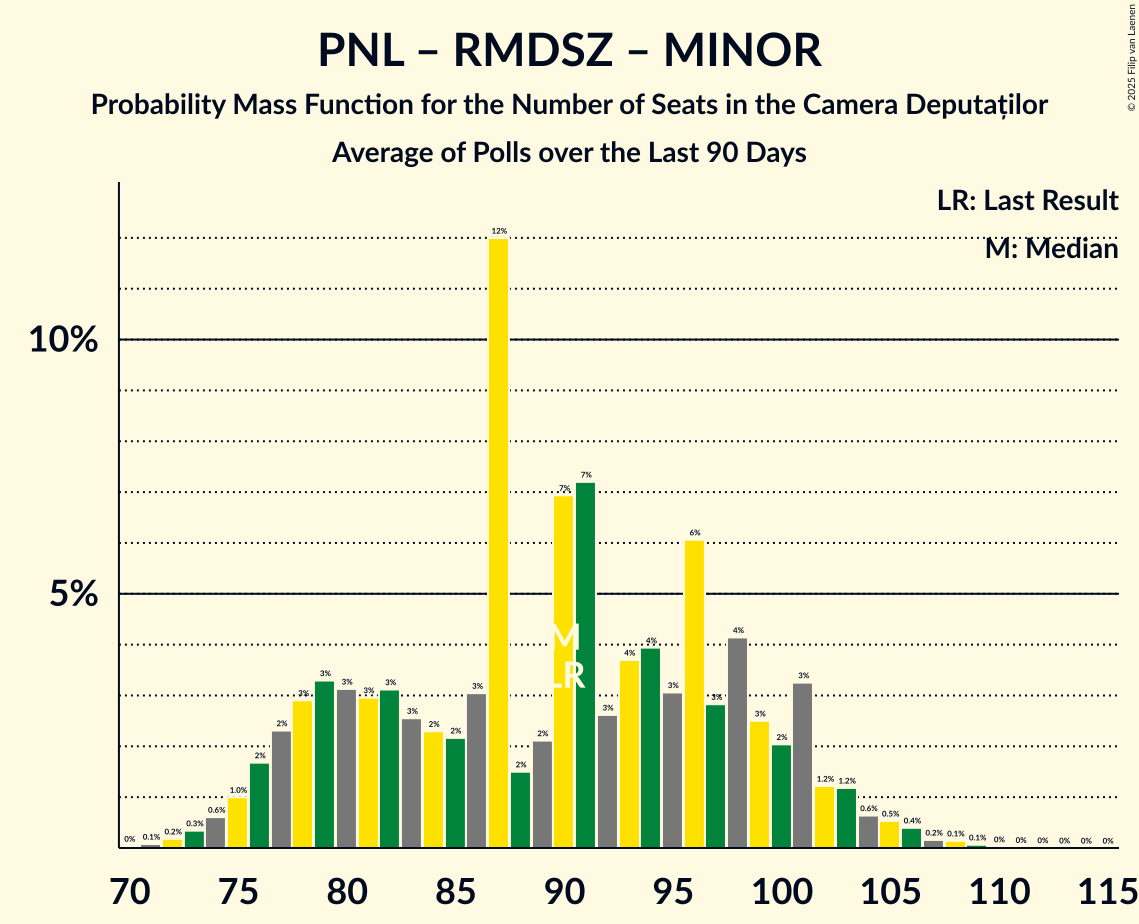 PNL – RMDSZ – MINOR
Probability Mass Function for the Number of Seats in the Camera Deputaților
Average of Polls over the Last 90 Days
© 2025 Filip van Laenen
LR: Last Result
M: Median
10%
5%
0% 0.1% 0.2% 0.3% 0.6% 1.0% 2% 2% 3% 3% 3% 3% 3% 3% 2% 2% 3% 12% 2% 2% 7% 7% 3% 4% 4% 3% 6% 3% 4% 3% 2% 3% 1.2% 1.2% 0.6% 0.5% 0.4% 0.2% 0.1% 0.1% 0% 0% 0% 0% 0% 0%
M
LR
70 75 80 85 90 95 100 105 110 115